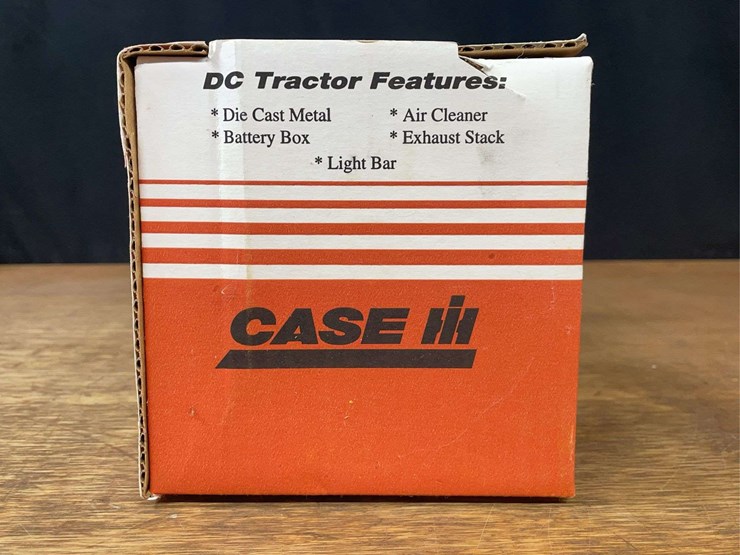 DC Tractor Features:
* Die Cast Metal * Air Cleaner
* Battery Box * Exhaust Stack
* Light Bar
CASE IH